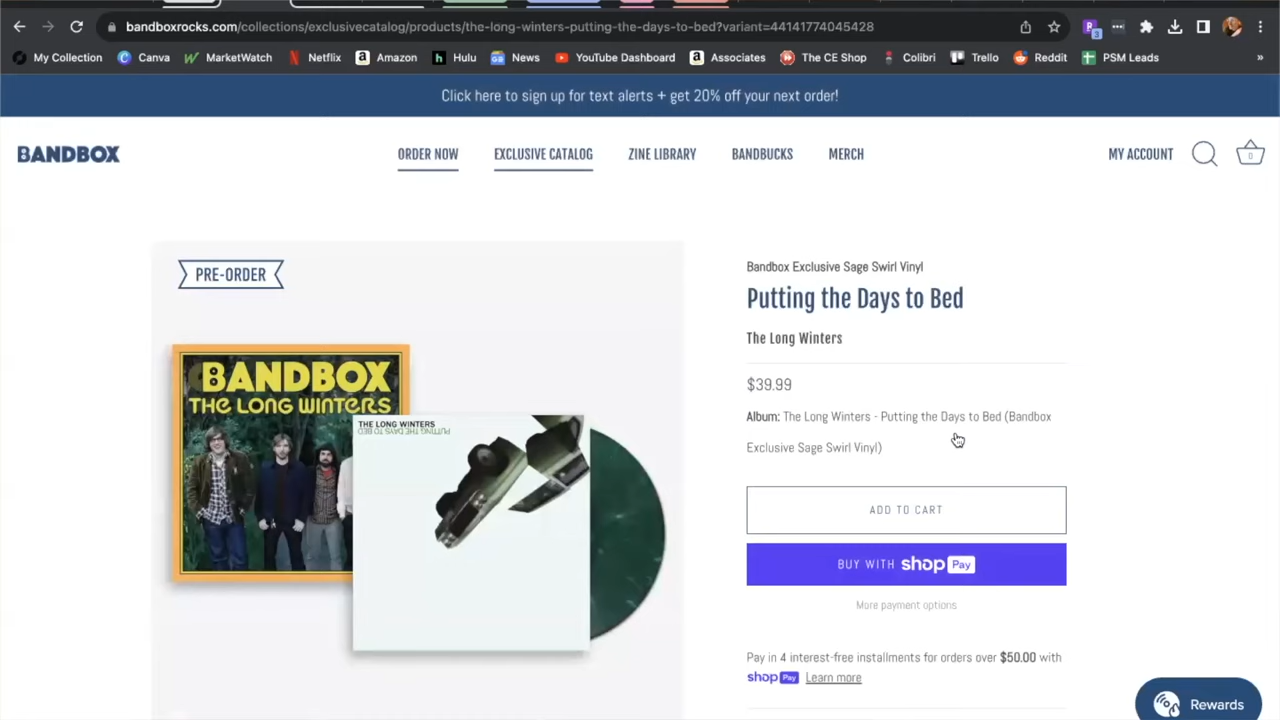 bandboxrocks.com/collections/exclusivecatalog/products/the-long-winters-putting-the-days-to-bed?variant=44141774045428
My Collection Canva MarketWatch Netflix Amazon Hulu News YouTube Dashboard Associates The CE Shop Colibri Trello Reddit PSM Leads »
Click here to sign up for text alerts + get 20% off your next order!
BANDBOX ORDER NOW EXCLUSIVE CATALOG ZINE LIBRARY BANDBUCKS MERCH MY ACCOUNT 0
PRE-ORDER
BANDBOX
THE LONG WINTERS
THE LONG WINTERS
PUTTING THE DAYS TO BED
Bandbox Exclusive Sage Swirl Vinyl
Putting the Days to Bed
The Long Winters
$39.99
Album: The Long Winters - Putting the Days to Bed (Bandbox
Exclusive Sage Swirl Vinyl)
ADD TO CART
BUY WITH shop Pay
More payment options
Pay in 4 interest-free installments for orders over $50.00 with
shop Pay Learn more
Rewards